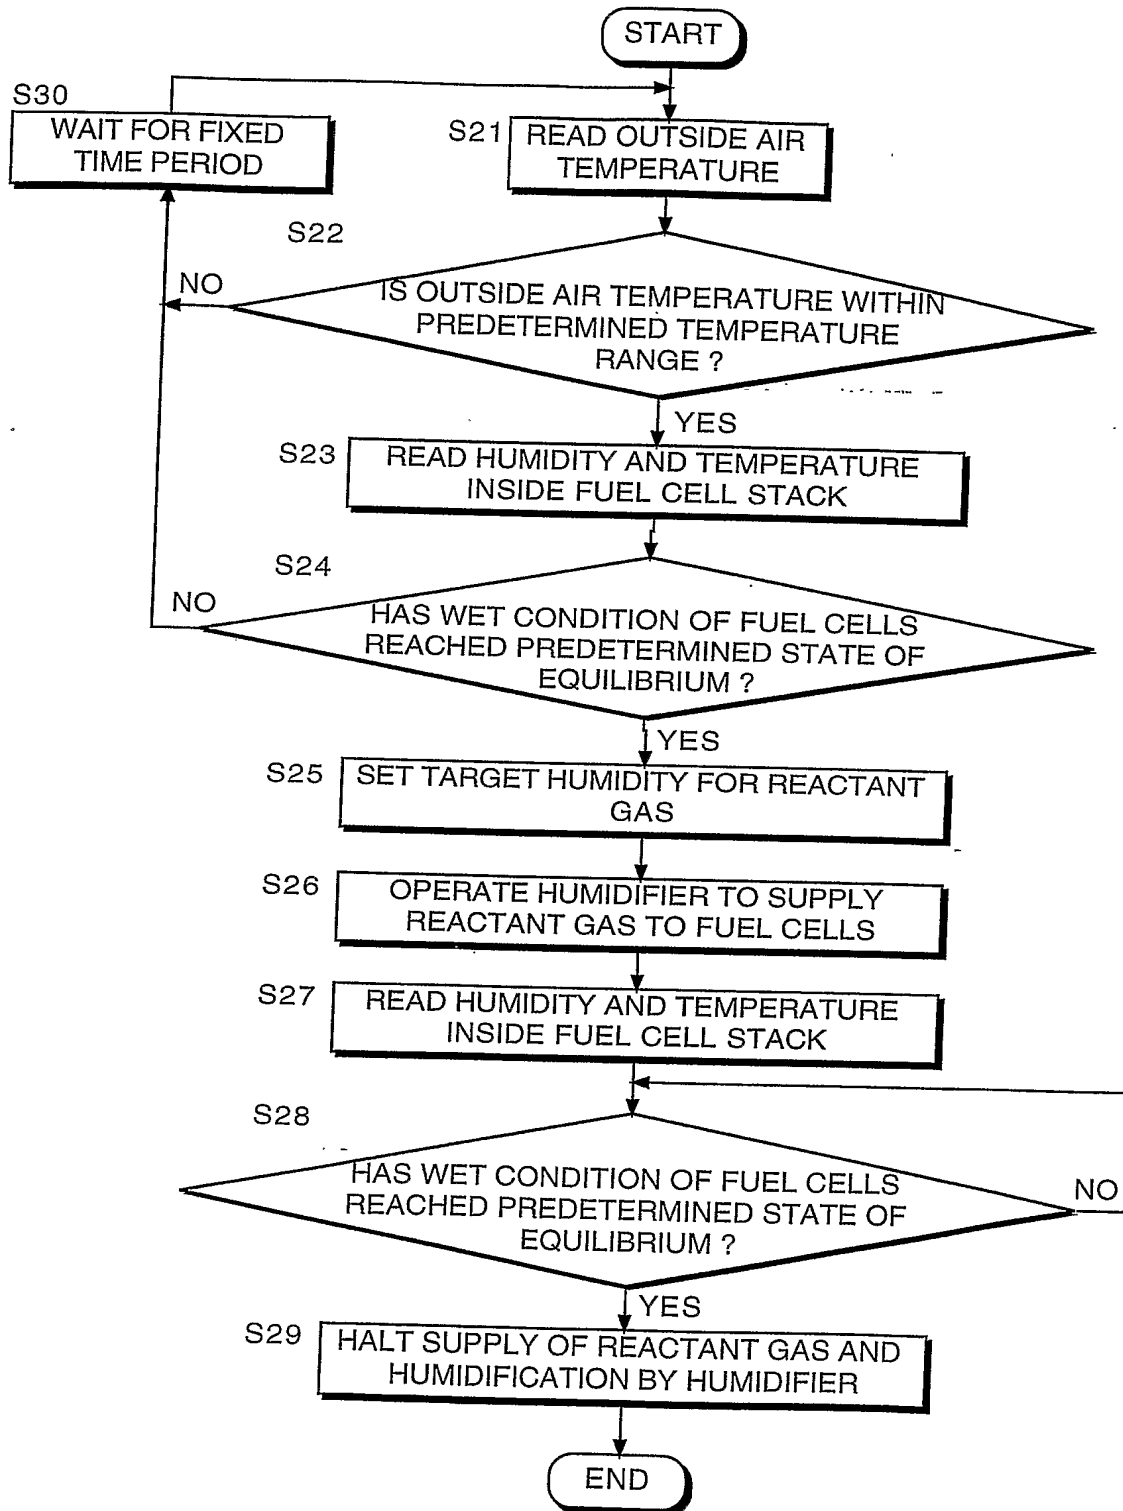 START
S30
WAIT FOR FIXED
TIME PERIOD
S21
READ OUTSIDE AIR
TEMPERATURE
S22
NO
IS OUTSIDE AIR TEMPERATURE WITHIN
PREDETERMINED TEMPERATURE
RANGE ?
YES
S23
READ HUMIDITY AND TEMPERATURE
INSIDE FUEL CELL STACK
S24
NO
HAS WET CONDITION OF FUEL CELLS
REACHED PREDETERMINED STATE OF
EQUILIBRIUM ?
YES
S25
SET TARGET HUMIDITY FOR REACTANT
GAS
S26
OPERATE HUMIDIFIER TO SUPPLY
REACTANT GAS TO FUEL CELLS
S27
READ HUMIDITY AND TEMPERATURE
INSIDE FUEL CELL STACK
S28
HAS WET CONDITION OF FUEL CELLS
REACHED PREDETERMINED STATE OF
EQUILIBRIUM ?
NO
YES
S29
HALT SUPPLY OF REACTANT GAS AND
HUMIDIFICATION BY HUMIDIFIER
END